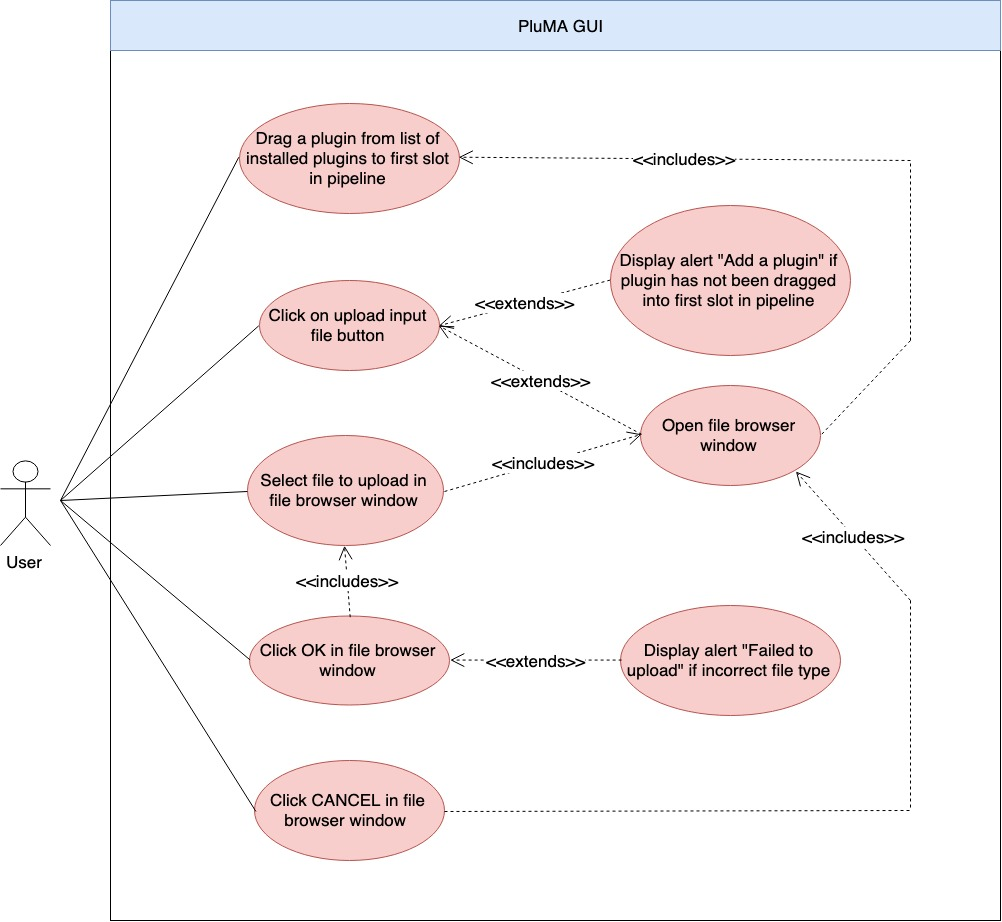 PluMA GUI
Drag a plugin from list of
installed plugins to first slot
in pipeline
<<includes>>
Display alert "Add a plugin" if
plugin has not been dragged
into first slot in pipeline
<<extends>>
Click on upload input
file button
<<extends>>
Open file browser
window
<<includes>>
Select file to upload in
file browser window
<<includes>>
User
<<includes>>
Click OK in file browser
window
<<extends>>
Display alert "Failed to
upload" if incorrect file type
Click CANCEL in file
browser window